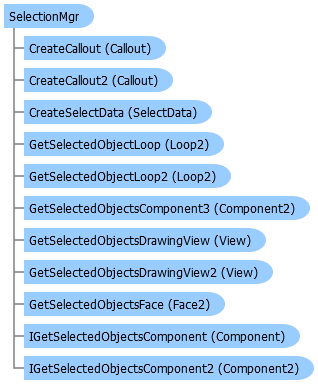 SelectionMgr
CreateCallout (Callout)
CreateCallout2 (Callout)
CreateSelectData (SelectData)
GetSelectedObjectLoop (Loop2)
GetSelectedObjectLoop2 (Loop2)
GetSelectedObjectsComponent3 (Component2)
GetSelectedObjectsDrawingView (View)
GetSelectedObjectsDrawingView2 (View)
GetSelectedObjectsFace (Face2)
IGetSelectedObjectsComponent (Component)
IGetSelectedObjectsComponent2 (Component2)